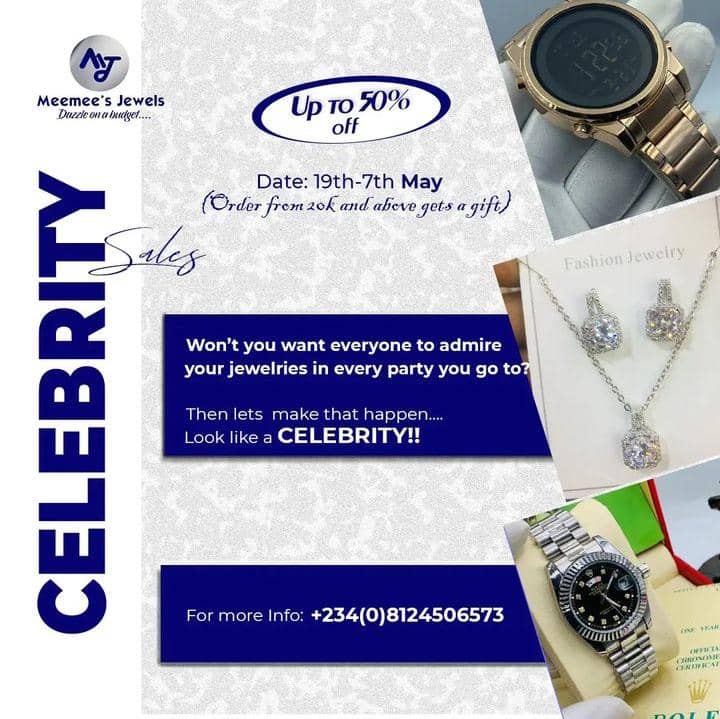 MJ
Meemee's Jewels
Dazzle on a budget....
CELEBRITY
Sales
Up to 50%
off
Date: 19th-7th May
(Order from 20k and above gets a gift)
Won't you want everyone to admire
your jewelries in every party you go to?
Then lets make that happen....
Look like a CELEBRITY!!
For more Info: +234(0)8124506573
Fashion Jewelry
ONE YEAR
OFFICIAL
CHRONOME
CERTIFICAT